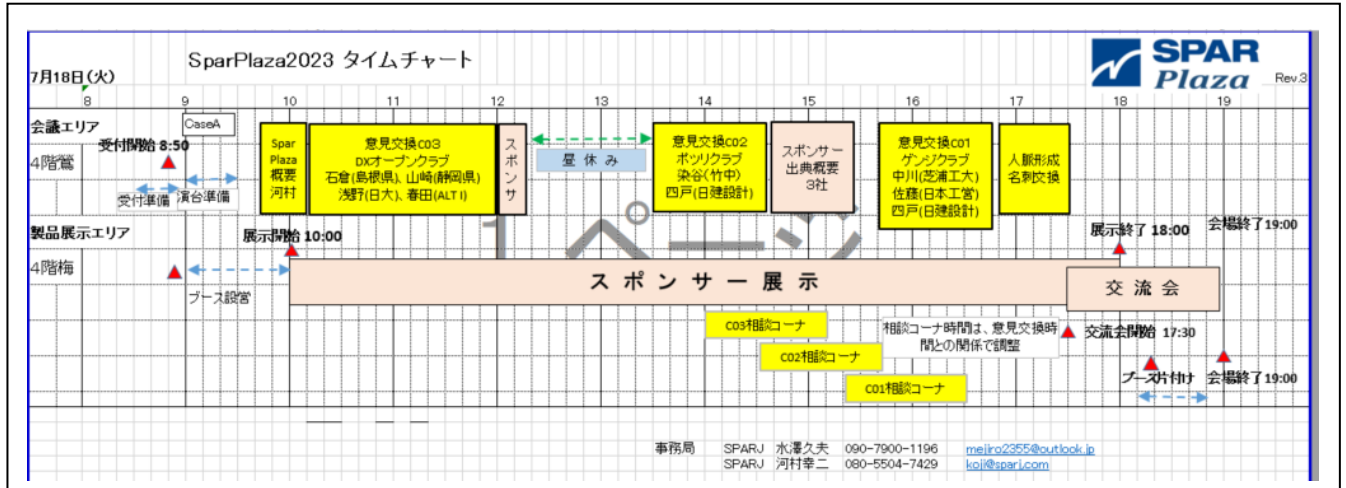 SparPlaza2023 タイムチャート
SPAR
Plaza
Rev.3
7月18日(火)
8 9 10 11 12 13 14 15 16 17 18 19
会議エリア
4階鶯
受付開始 8:50
受付準備
CaseA
演台準備
Spar
Plaza
概要
河村
意見交換C03
DXオープンクラブ
石倉(島根県)、山崎(静岡県)
浅野(日大)、春田(ALT I)
スポンサ
昼 休 み
意見交換C02
ポツリクラブ
染谷(竹中)
四戸(日建設計)
スポンサー
出典概要
3社
意見交換C01
ゲンジクラブ
中川(芝浦工大)
佐藤(日本工営)
四戸(日建設計)
人脈形成
名刺交換
1 ページ
製品展示エリア
4階梅
展示開始 10:00
ブース設営
展示終了 18:00
会場終了19:00
スポンサー展示
交 流 会
C03相談コーナ
C02相談コーナ
C01相談コーナ
相談コーナ時間は、意見交換時
間との関係で調整
交流会開始 17:30
ブース片付け
会場終了19:00
事務局 SPARJ 水澤久夫 090-7900-1196 mejiro2355@outlook.jp
SPARJ 河村幸二 080-5504-7429 koji@sparj.com